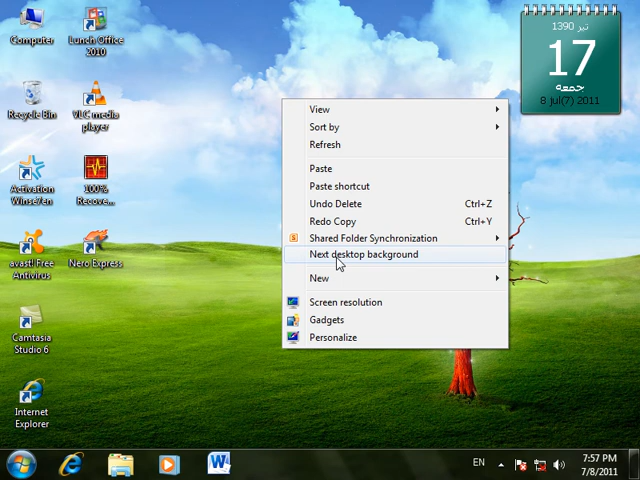 Computer
Lunch Office
2010
Recycle Bin
VLC media
player
Activation
Winse7en
100%
Recove...
avast! Free
Antivirus
Nero Express
Camtasia
Studio 6
Internet
Explorer
تیر 1390
17
جمعه
8 jul(7) 2011
View
Sort by
Refresh
Paste
Paste shortcut
Undo Delete Ctrl+Z
Redo Copy Ctrl+Y
Shared Folder Synchronization
Next desktop background
New
Screen resolution
Gadgets
Personalize
EN
7:57 PM
7/8/2011